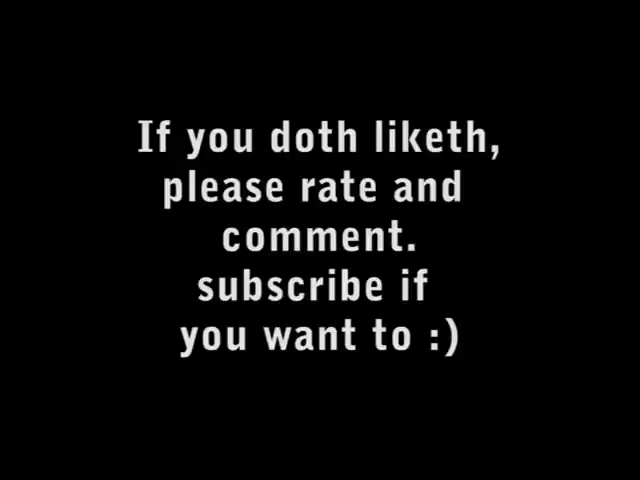 If you doth liketh,
please rate and
comment.
subscribe if
you want to :)